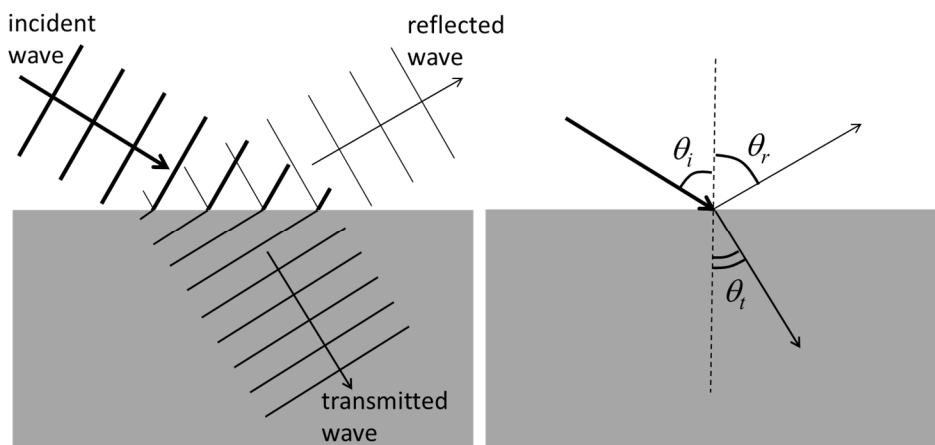 incident
wave
reflected
wave
transmitted
wave
θi
θr
θt